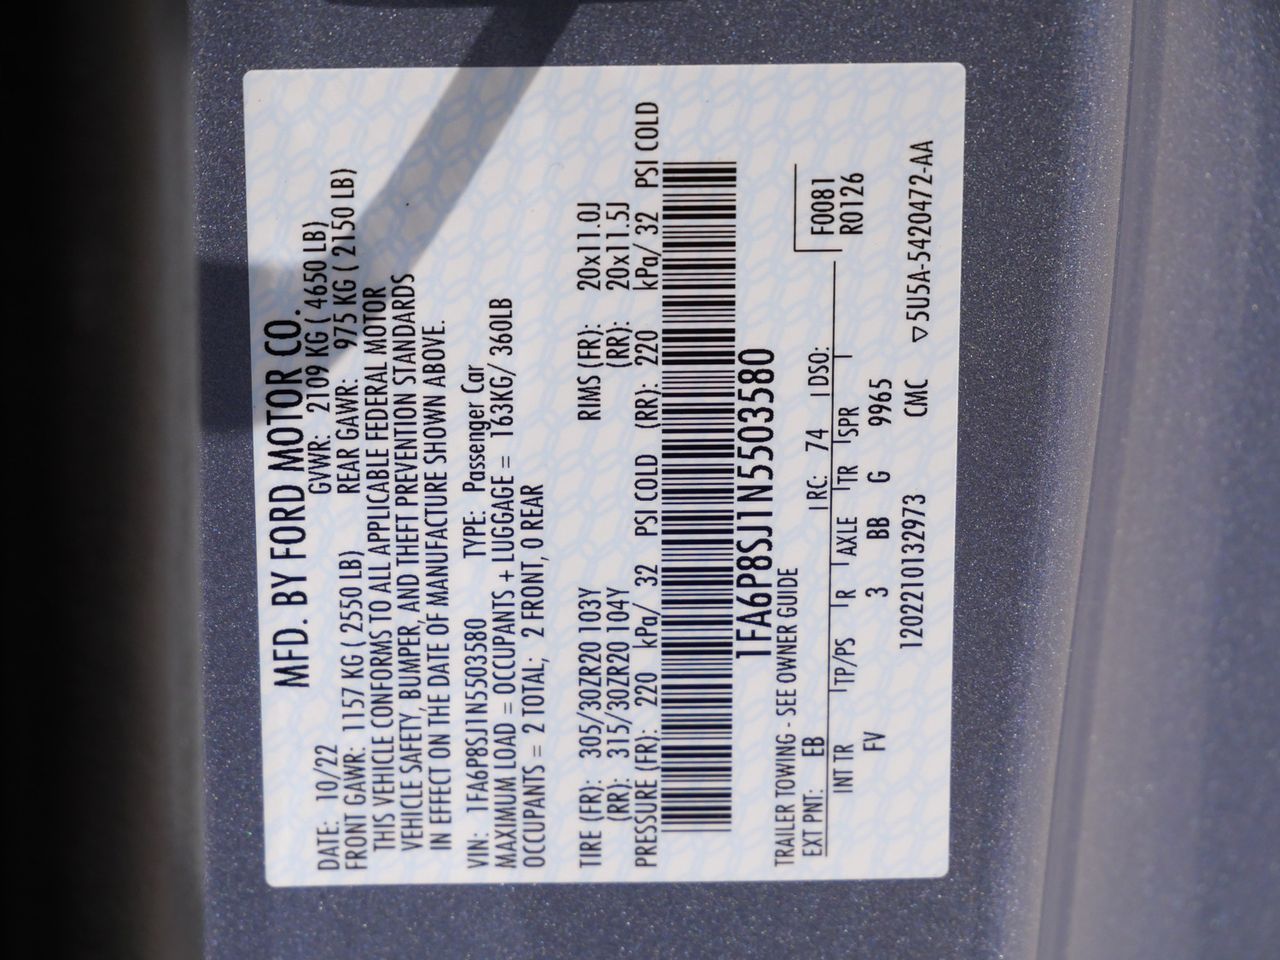 MFD. BY FORD MOTOR CO.
DATE: 10/22 GVWR: 2109 KG ( 4650 LB)
FRONT GAWR: 1157 KG ( 2550 LB) REAR GAWR: 975 KG ( 2150 LB)
THIS VEHICLE CONFORMS TO ALL APPLICABLE FEDERAL MOTOR
VEHICLE SAFETY, BUMPER, AND THEFT PREVENTION STANDARDS
IN EFFECT ON THE DATE OF MANUFACTURE SHOWN ABOVE.
VIN: 1FA6P8SJ1N5503580 TYPE: Passenger Car
MAXIMUM LOAD = OCCUPANTS + LUGGAGE = 163KG/ 360LB
OCCUPANTS = 2 TOTAL; 2 FRONT, 0 REAR
TIRE (FR): 305/30ZR20 103Y RIMS (FR): 20x11.0J
(RR): 315/30ZR20 104Y (RR): 20x11.5J
PRESSURE (FR): 220 kPa/ 32 PSI COLD (RR): 220 kPa/ 32 PSI COLD
1FA6P8SJ1N5503580
TRAILER TOWING - SEE OWNER GUIDE
EXT PNT: EB RC: 74 DSO: F0081
INT TR TP/PS R AXLE TR SPR R0126
FV 3 BB G 9965
1202210132973 CMC ▽5U5A-5420472-AA